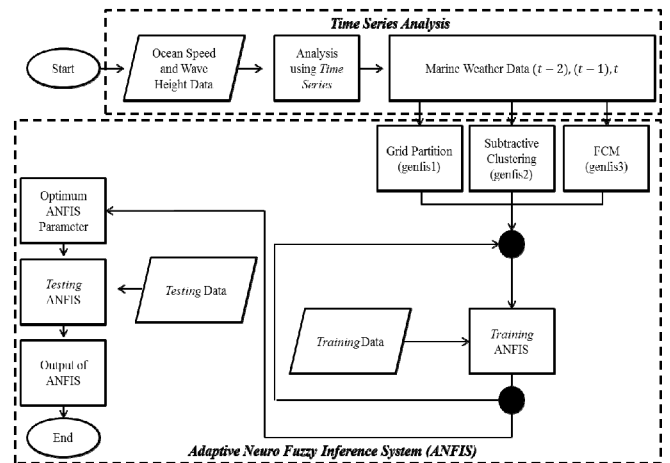 Time Series Analysis
Start
Ocean Speed
and Wave
Height Data
Analysis
using Time
Series
Marine Weather Data (t − 2), (t − 1), t
Grid Partition
(genfis1)
Subtractive
Clustering
(genfis2)
FCM
(genfis3)
Optimum
ANFIS
Parameter
Testing
ANFIS
Testing Data
Training Data
Training
ANFIS
Output of
ANFIS
End
Adaptive Neuro Fuzzy Inference System (ANFIS)